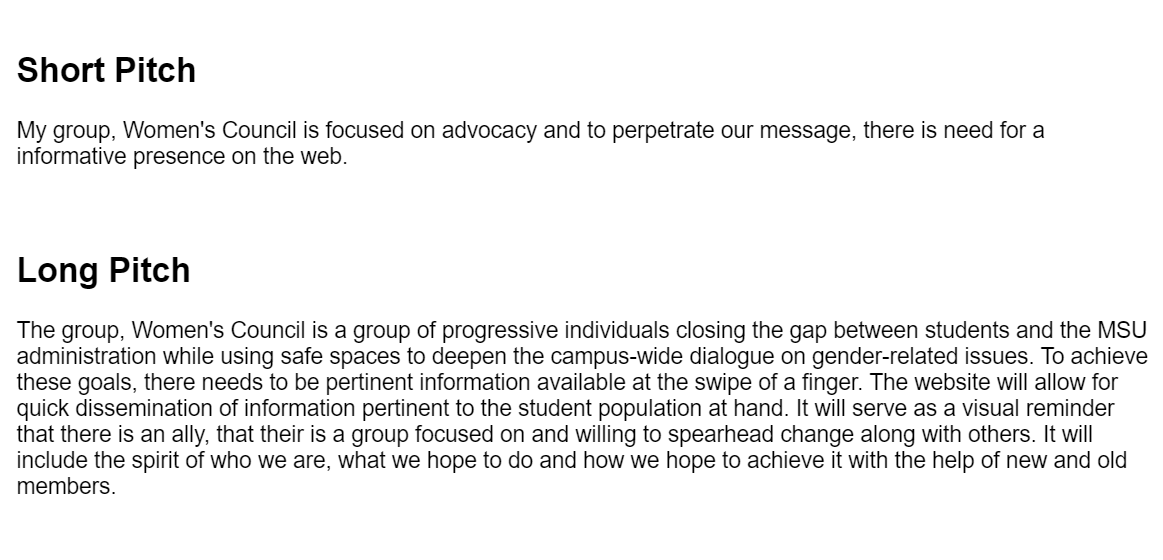 Short Pitch
My group, Women's Council is focused on advocacy and to perpetrate our message, there is need for a
informative presence on the web.
Long Pitch
The group, Women's Council is a group of progressive individuals closing the gap between students and the MSU
administration while using safe spaces to deepen the campus-wide dialogue on gender-related issues. To achieve
these goals, there needs to be pertinent information available at the swipe of a finger. The website will allow for
quick dissemination of information pertinent to the student population at hand. It will serve as a visual reminder
that there is an ally, that their is a group focused on and willing to spearhead change along with others. It will
include the spirit of who we are, what we hope to do and how we hope to achieve it with the help of new and old
members.